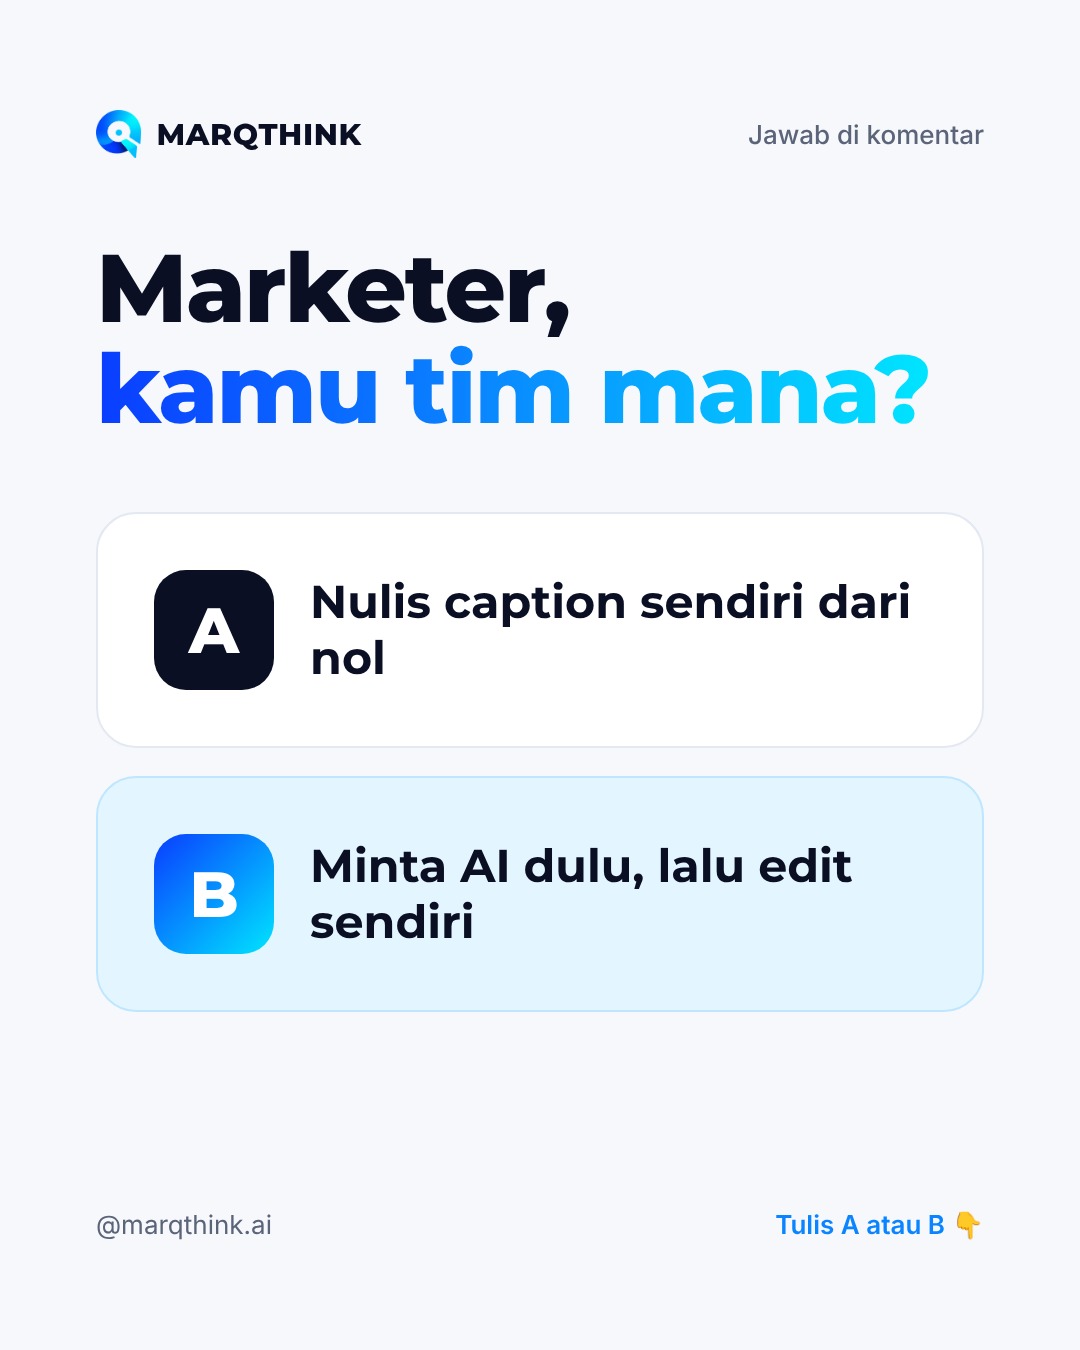 MARQTHINK
Jawab di komentar
Marketer,
kamu tim mana?
A
Nulis caption sendiri dari
nol
B
Minta AI dulu, lalu edit
sendiri
@marqthink.ai
Tulis A atau B 👇